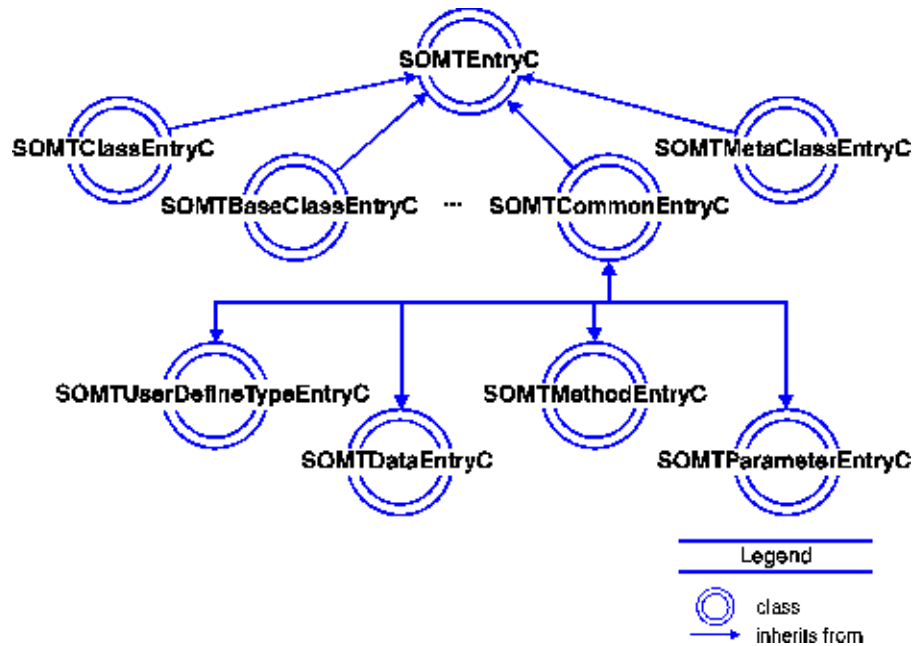 SOMTEntryC
SOMTClassEntryC
SOMTMetaClassEntryC
SOMTBaseClassEntryC
...
SOMTCommonEntryC
SOMTUserDefineTypeEntryC
SOMTMethodEntryC
SOMTDataEntryC
SOMTParameterEntryC
Legend
class
inherits from